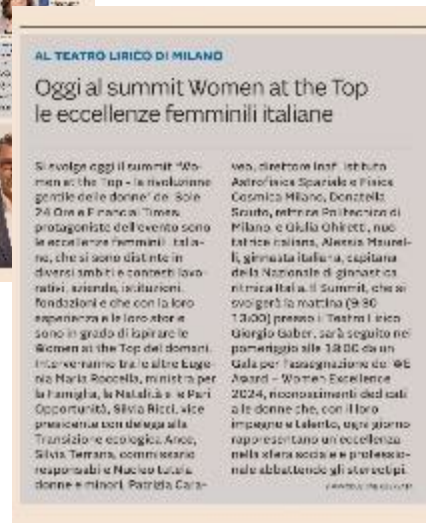 AL TEATRO LIRICO DI MILANO
Oggi al summit Women at the Top
le eccellenze femminili italiane
Si svolge oggi il summit "Wo-
men at the Top - la rivoluzione
gentile delle donne" de Sole
24 Ore e Financial Times.
protagoniste dell'evento sono
le eccellenze femminili italia-
ne, che si sono distinte in
diversi ambiti e contesti lavo-
rativi, aziende, istituzioni,
fondazioni e che con la loro
esperienza e le loro storie
sono in grado di ispirare le
Women at the Top del domani.
Interverranno tra le altre Euge-
nia Maria Roccella, ministra per
la Famiglia, la Natalità e le Pari
Opportunità, Silvia Ricci, vice
presidente con delega alla
Transizione ecologica Ance,
Silvia Terrana, commissario
responsabile Nucleo tutela
donne e minori, Patrizia Cara-
veo, direttore Inaf Istituto
Astrofisica Spaziale e Fisica
Cosmica Milano, Donatella
Sciuto, rettrice Politecnico di
Milano, e Giulia Ghiretti, nuo
tatrice italiana, Alessia Maurel-
li, ginnasta italiana, capitana
della Nazionale di ginnastica
ritmica Italia. Il Summit, che si
svolgerà la mattina (9:30
13:00) presso il Teatro Lirico
Giorgio Gaber, sarà seguito nel
pomeriggio alle da un
Gala per l'assegnazione dei WE
Award - Women Excellence
2024, riconoscimenti dedicati
a le donne che, con il loro
impegno e talento, ogni giorno
rappresentano un'eccellenza
nella sfera sociale e professio-
nale abbattendo gli stereotipi.